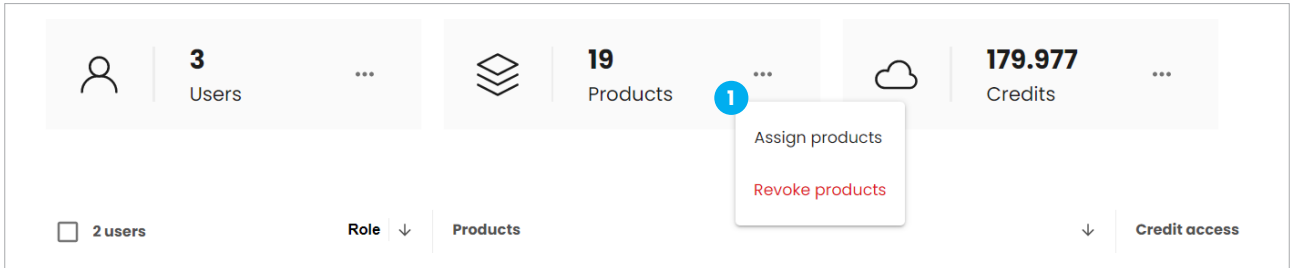 3
Users
19
Products
179.977
Credits
1
Assign products
Revoke products
2 users
Role
Products
Credit access